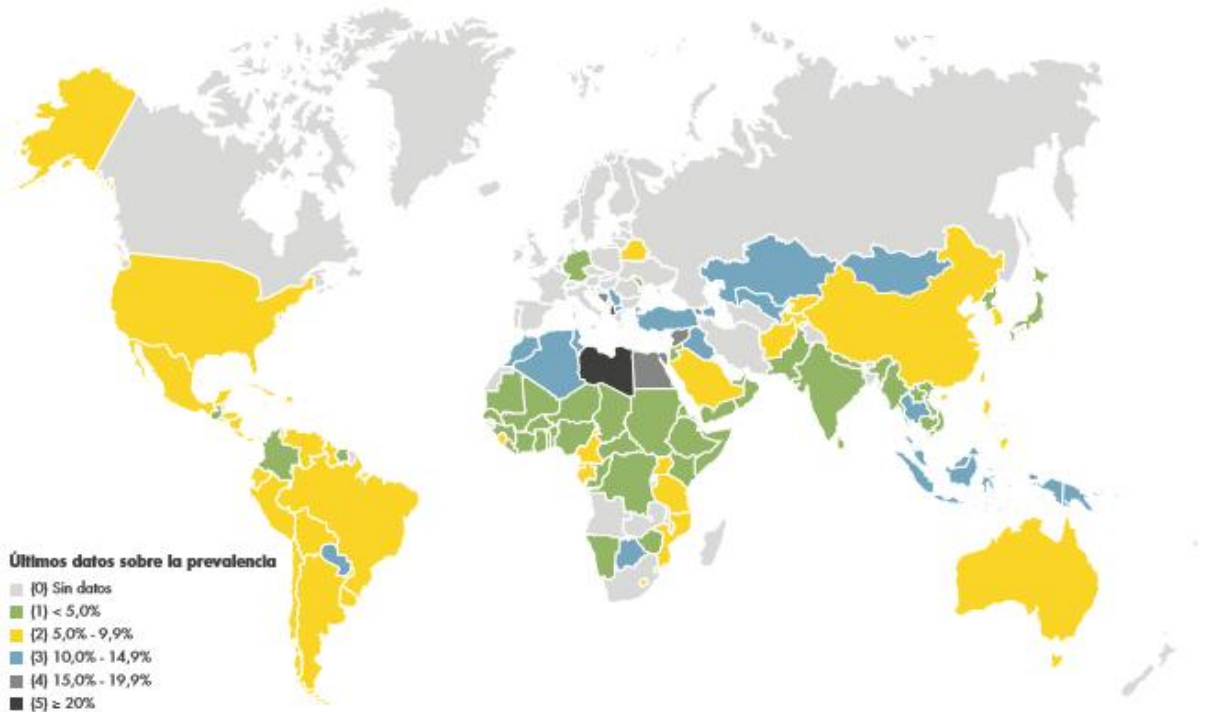 Últimos datos sobre la prevalencia
{0} Sin datos
{1} < 5,0%
{2} 5,0% - 9,9%
{3} 10,0% - 14,9%
{4} 15,0% - 19,9%
{5} ≥ 20%